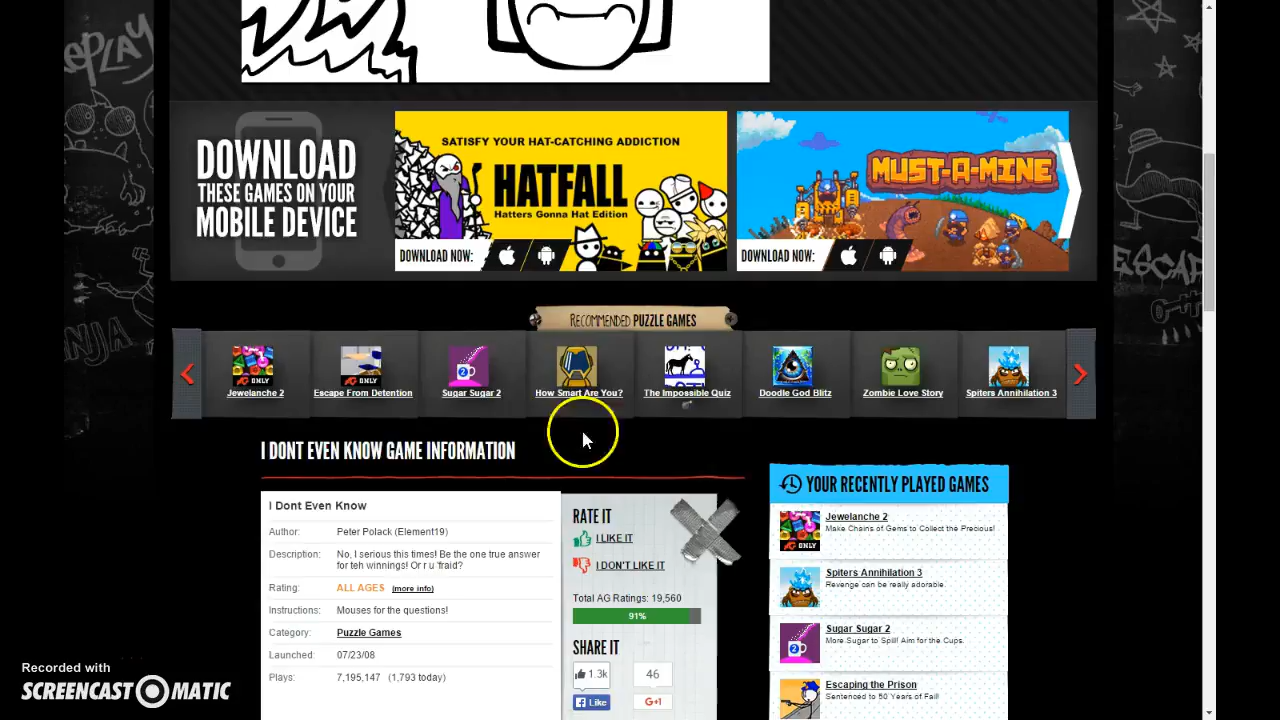 DOWNLOAD
THESE GAMES ON YOUR
MOBILE DEVICE
SATISFY YOUR HAT-CATCHING ADDICTION
HATFALL
Hatters Gonna Hat Edition
DOWNLOAD NOW:
MUST-A-MINE
DOWNLOAD NOW:
RECOMMENDED PUZZLE GAMES
Jewelanche 2
Escape From Detention
Sugar Sugar 2
How Smart Are You?
The Impossible Quiz
Doodle God Blitz
Zombie Love Story
Spiters Annihilation 3
AG ONLY
AG ONLY
2
I DONT EVEN KNOW GAME INFORMATION
I Dont Even Know
Author: Peter Polack (Element19)
Description: No, I serious this times! Be the one true answer
for teh winnings! Or r u 'fraid?
Rating: ALL AGES (more info)
Instructions: Mouses for the questions!
Category: Puzzle Games
Launched: 07/23/08
Plays: 7,195,147 (1,793 today)
RATE IT
I LIKE IT
I DON'T LIKE IT
Total AG Ratings: 19,560
91%
SHARE IT
1.3k
46
Like
G+1
YOUR RECENTLY PLAYED GAMES
Jewelanche 2
Make Chains of Gems to Collect the Precious!
AG ONLY
Spiters Annihilation 3
Revenge can be really adorable.
Sugar Sugar 2
More Sugar to Spill! Aim for the Cups.
2
Escaping the Prison
Sentenced to 50 Years of Fail!
Recorded with
SCREENCAST-O-MATIC